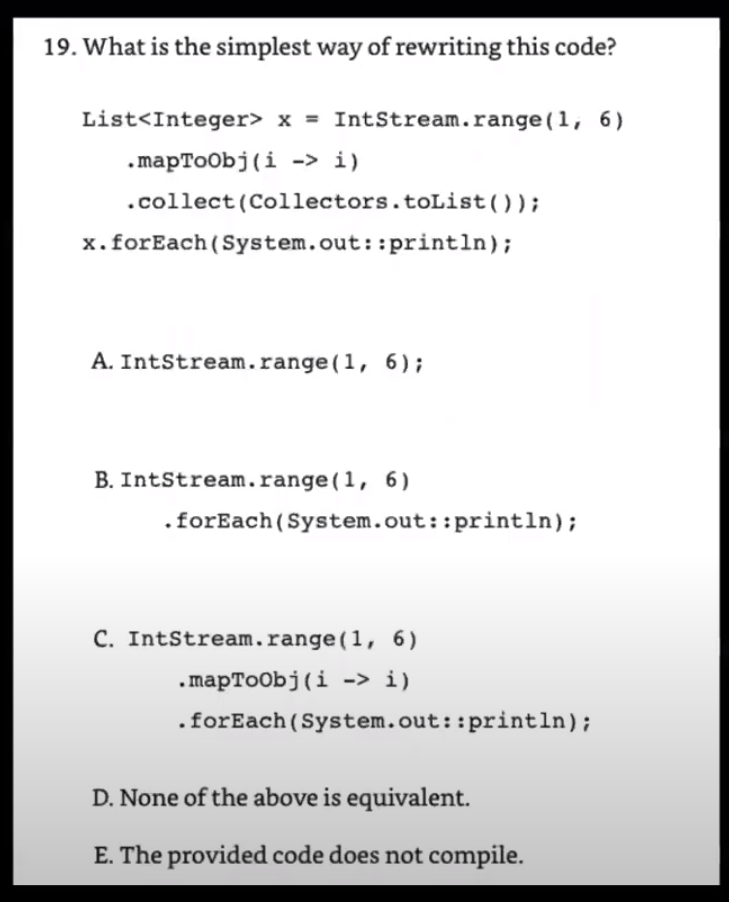 19. What is the simplest way of rewriting this code?
List<Integer> x = IntStream.range(1, 6)
.mapToObj(i -> i)
.collect(Collectors.toList());
x.forEach(System.out::println);
A. IntStream.range(1, 6);
B. IntStream.range(1, 6)
.forEach(System.out::println);
C. IntStream.range(1, 6)
.mapToObj(i -> i)
.forEach(System.out::println);
D. None of the above is equivalent.
E. The provided code does not compile.